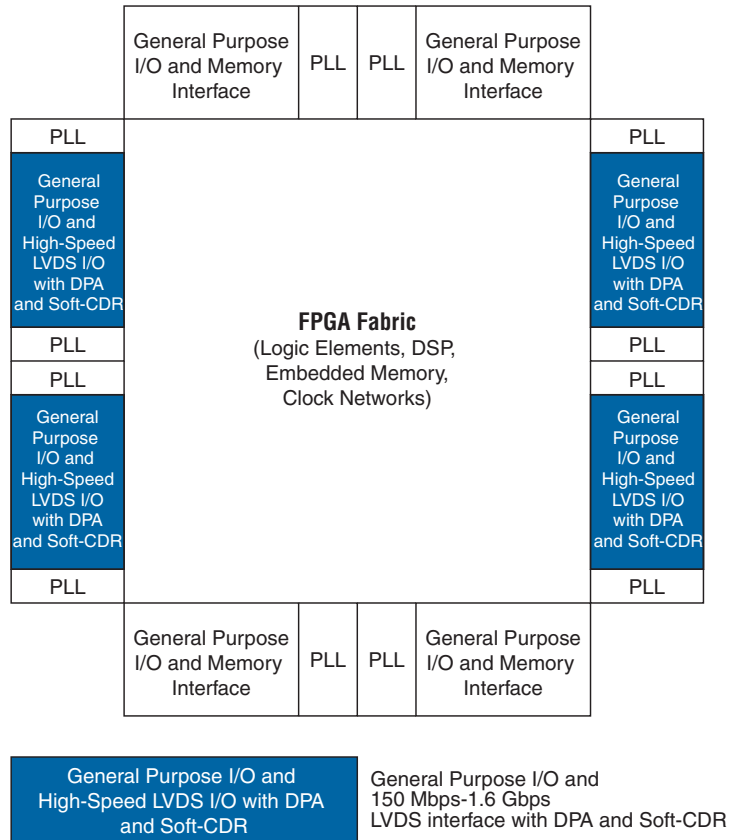 General Purpose
I/O and Memory
Interface
PLL
PLL
General Purpose
I/O and Memory
Interface
PLL
General
Purpose
I/O and
High-Speed
LVDS I/O
with DPA
and Soft-CDR
PLL
PLL
General
Purpose
I/O and
High-Speed
LVDS I/O
with DPA
and Soft-CDR
PLL
FPGA Fabric
(Logic Elements, DSP,
Embedded Memory,
Clock Networks)
PLL
General
Purpose
I/O and
High-Speed
LVDS I/O
with DPA
and Soft-CDR
PLL
PLL
General
Purpose
I/O and
High-Speed
LVDS I/O
with DPA
and Soft-CDR
PLL
General Purpose
I/O and Memory
Interface
PLL
PLL
General Purpose
I/O and Memory
Interface
General Purpose I/O and
High-Speed LVDS I/O with DPA
and Soft-CDR
General Purpose I/O and
150 Mbps-1.6 Gbps
LVDS interface with DPA and Soft-CDR